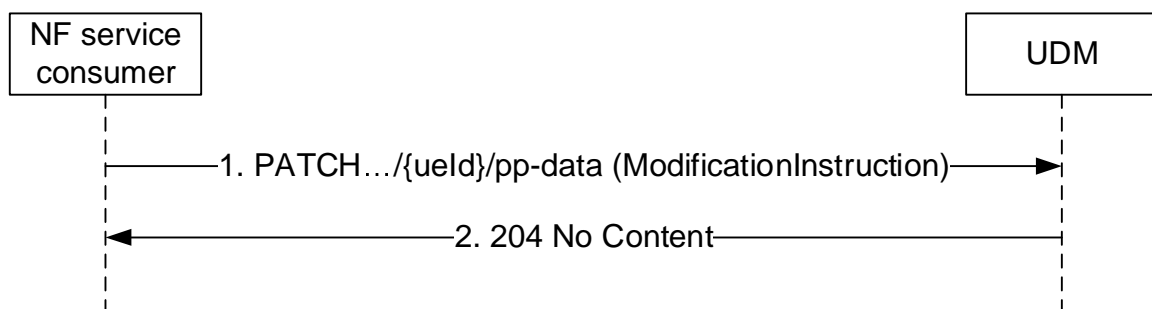 NF service
consumer
UDM
1. PATCH…/{ueId}/pp-data (ModificationInstruction)
2. 204 No Content